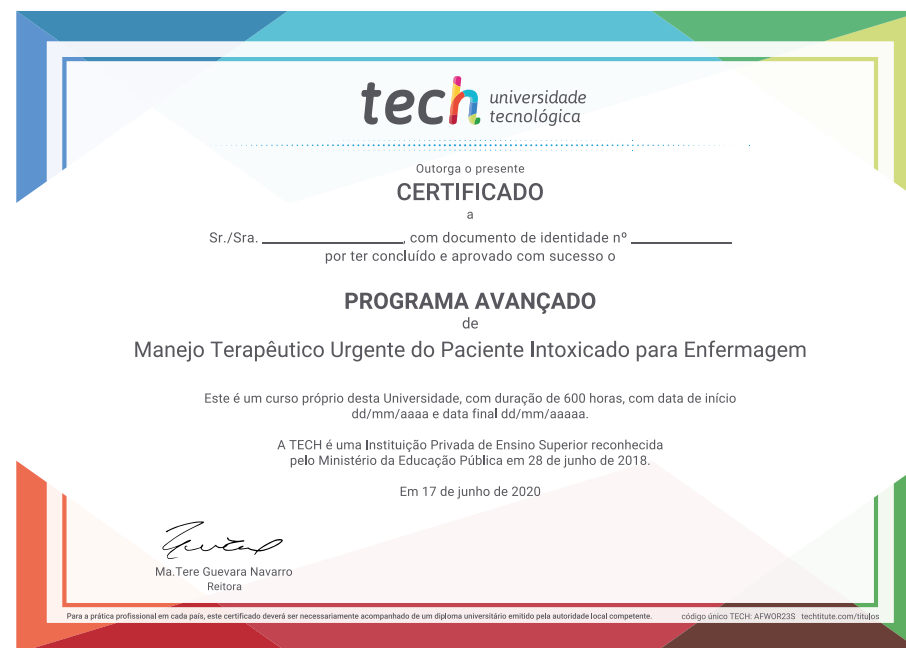 tech universidade
tecnológica
Outorga o presente
CERTIFICADO
a
Sr./Sra. ____________, com documento de identidade nº ____________
por ter concluído e aprovado com sucesso o
PROGRAMA AVANÇADO
de
Manejo Terapêutico Urgente do Paciente Intoxicado para Enfermagem
Este é um curso próprio desta Universidade, com duração de 600 horas, com data de início
dd/mm/aaaa e data final dd/mm/aaaaa.
A TECH é uma Instituição Privada de Ensino Superior reconhecida
pelo Ministério da Educação Pública em 28 de junho de 2018.
Em 17 de junho de 2020
Ma.Tere Guevara Navarro
Reitora
Para a prática profissional em cada país, este certificado deverá ser necessariamente acompanhado de um diploma universitário emitido pela autoridade local competente. código único TECH: AFWOR23S techtitute.com/titulos